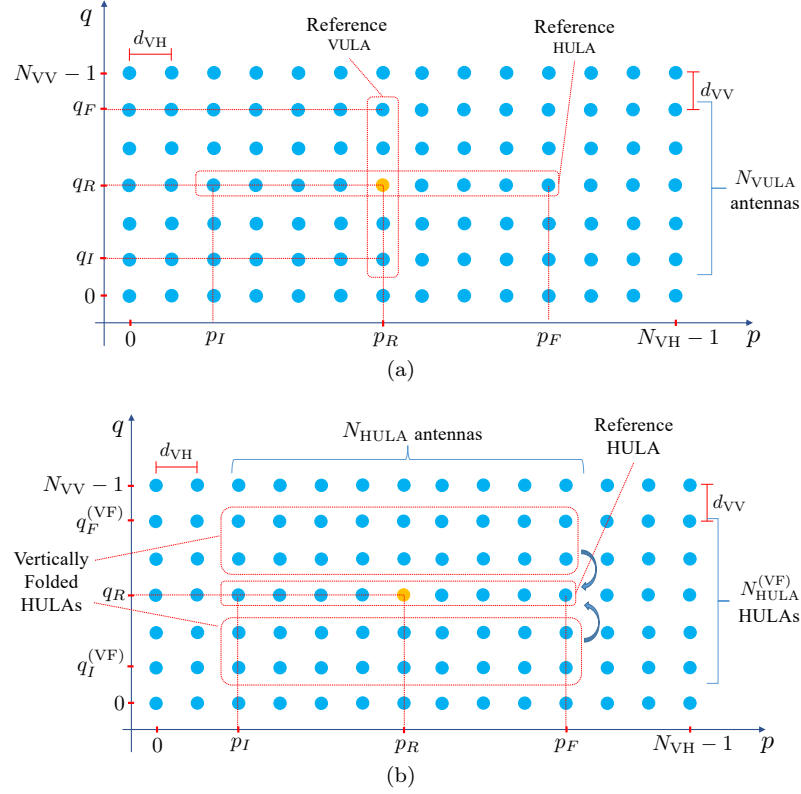 q
Reference
VULA
Reference
HULA
d_VH
N_VV − 1
d_VV
q_F
q_R
N_VULA
antennas
q_I
0
0
p_I
p_R
p_F
N_VH − 1
p
(a)
q
N_HULA antennas
Reference
HULA
d_VH
N_VV − 1
d_VV
q_F^(VF)
Vertically
Folded
HULAs
q_R
N_HULA^(VF)
HULAs
q_I^(VF)
0
0
p_I
p_R
p_F
N_VH − 1
p
(b)